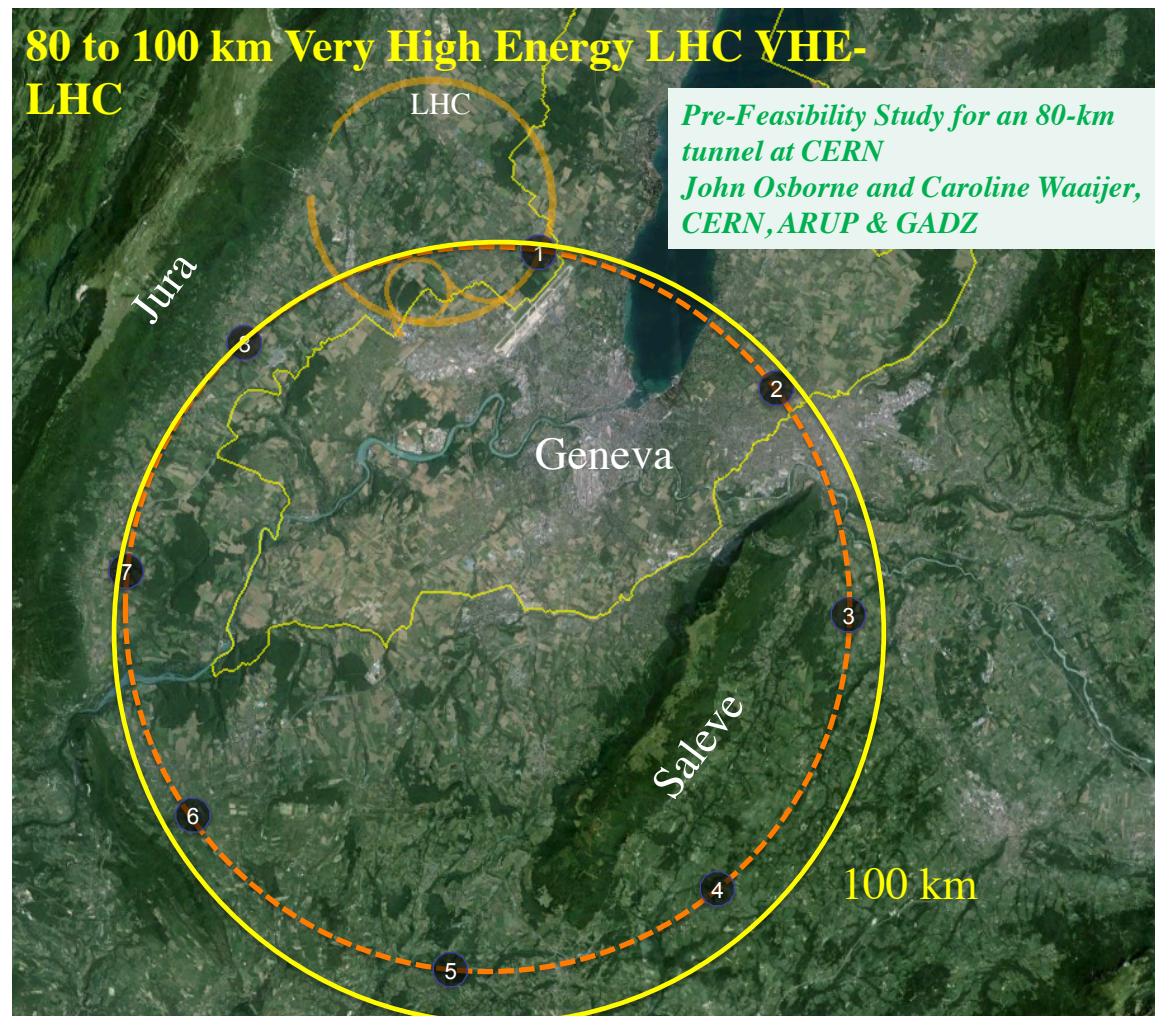 80 to 100 km Very High Energy LHC VHE-
LHC
LHC
Pre-Feasibility Study for an 80-km
tunnel at CERN
John Osborne and Caroline Waaijer,
CERN, ARUP & GADZ
1
Jura
8
2
Geneva
7
3
Saleve
6
4
100 km
5